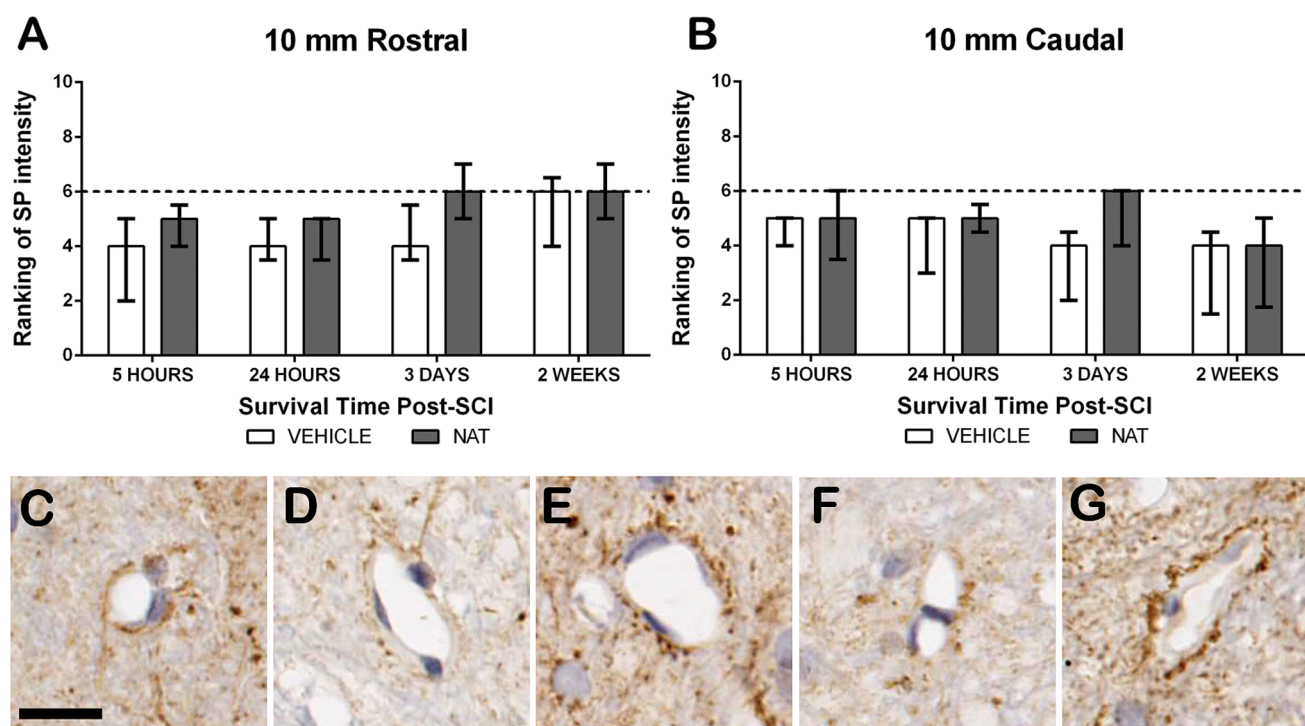 A
10 mm Rostral
Ranking of SP intensity
10
8
6
4
2
0
5 HOURS 24 HOURS 3 DAYS 2 WEEKS
Survival Time Post-SCI
VEHICLE NAT
B
10 mm Caudal
Ranking of SP intensity
10
8
6
4
2
0
5 HOURS 24 HOURS 3 DAYS 2 WEEKS
Survival Time Post-SCI
VEHICLE NAT
C D E F G